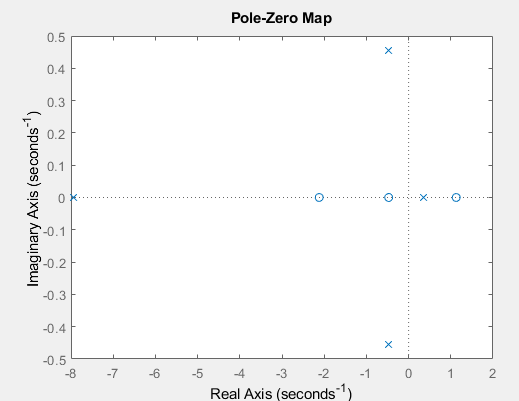 Pole-Zero Map
0.5
0.4
0.3
0.2
0.1
0
-0.1
-0.2
-0.3
-0.4
-0.5
Imaginary Axis (seconds⁻¹)
-8 -7 -6 -5 -4 -3 -2 -1 0 1 2
Real Axis (seconds⁻¹)